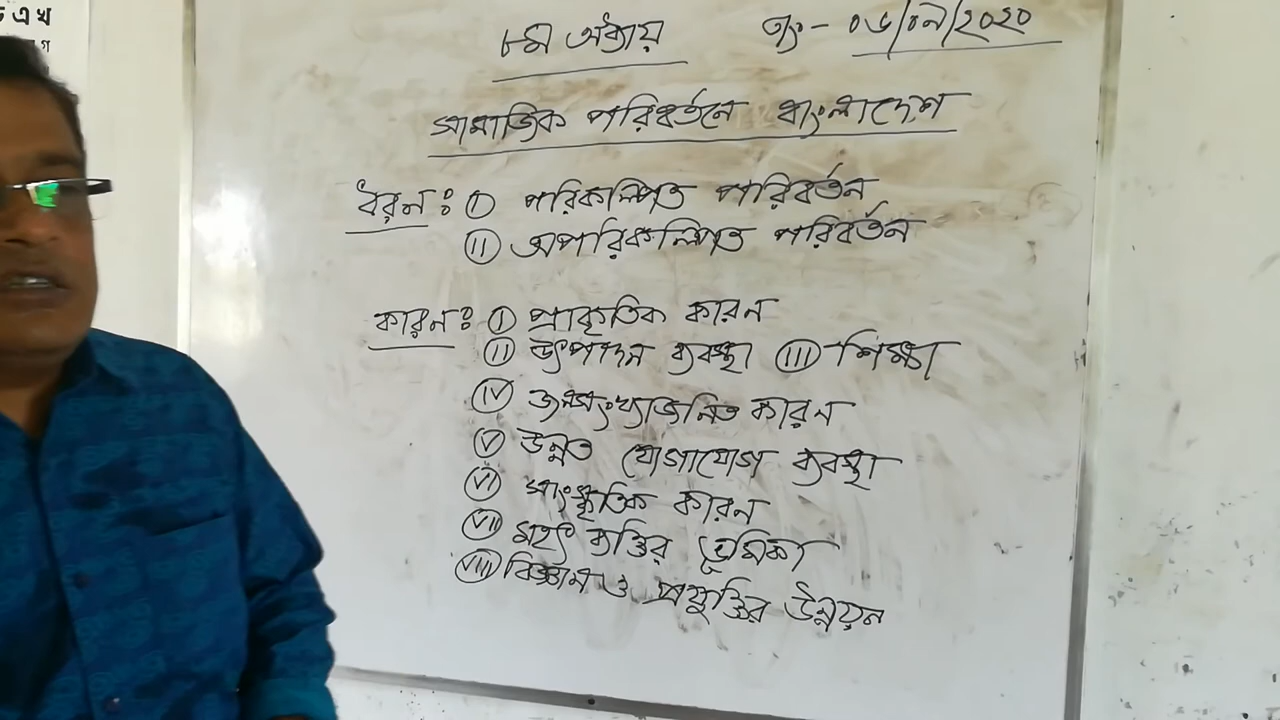 এ খ
গ
৮ম অধ্যায় তাং - ০৬/০৭/২০২০
সামাজিক পরিবর্তনে বাংলাদেশ
ধরন : i পরিকল্পিত পরিবর্তন
ii অপরিকল্পিত পরিবর্তন
কারন : i প্রাকৃতিক কারন
ii উৎপাদন ব্যবস্থা iii শিক্ষা
iv জনসংখ্যাজনিত কারন
v উন্নত যোগাযোগ ব্যবস্থা
vi সাংস্কৃতিক কারন
vii মহৎ ব্যক্তির ভূমিকা
viii বিজ্ঞান ও প্রযুক্তির উন্নয়ন